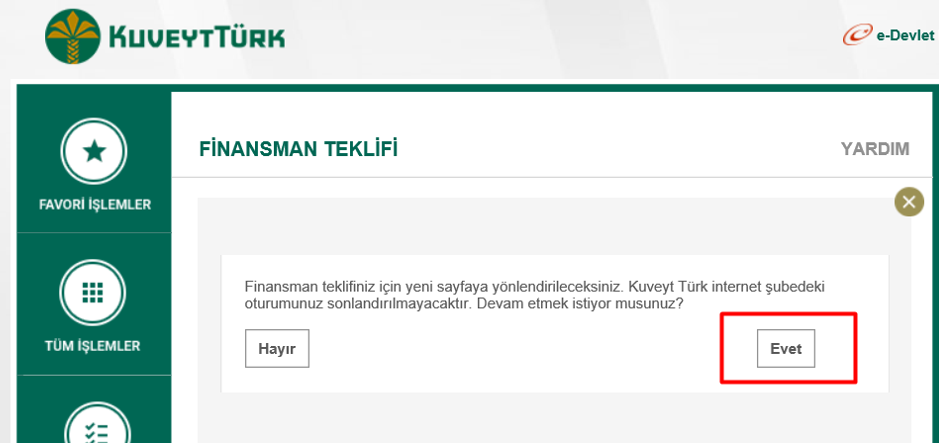 KUVEYTTÜRK
e-Devlet
FİNANSMAN TEKLİFİ
YARDIM
FAVORİ İŞLEMLER
TÜM İŞLEMLER
Finansman teklifiniz için yeni sayfaya yönlendirileceksiniz. Kuveyt Türk internet şubedeki
oturumunuz sonlandırılmayacaktır. Devam etmek istiyor musunuz?
Hayır
Evet